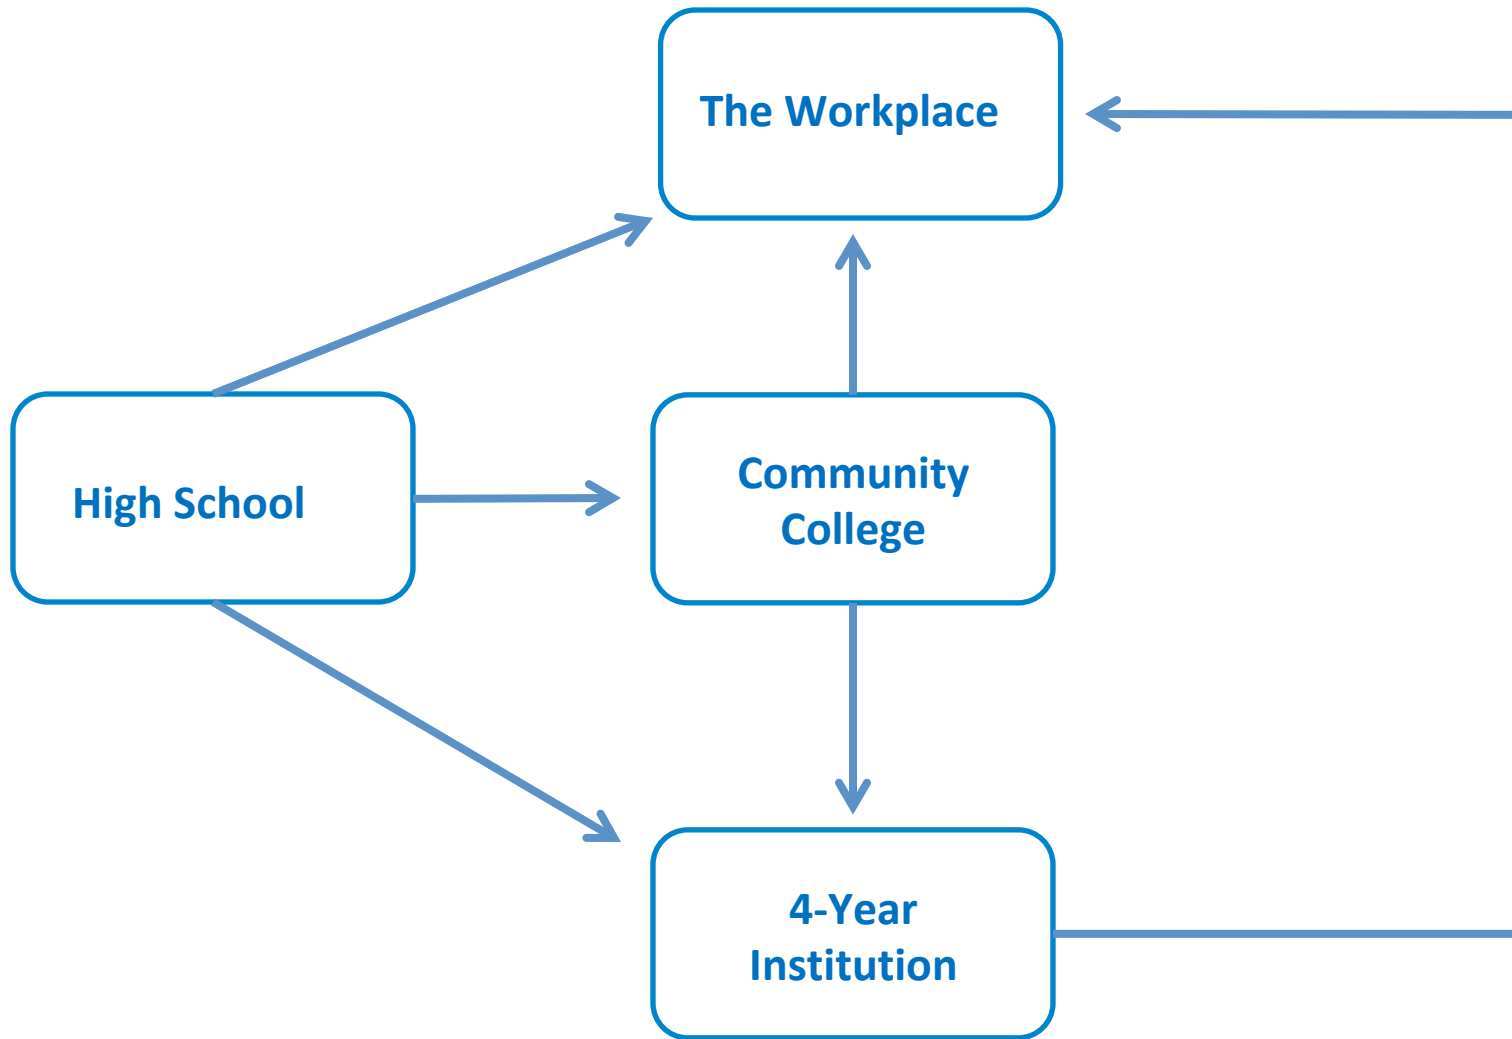 The Workplace
High School
Community
College
4-Year
Institution